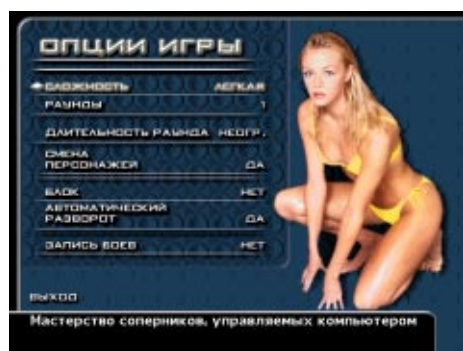 ОПЦИИ ИГРЫ
СЛОЖНОСТЬ ЛЕГКАЯ
РАУНДЫ 1
ДЛИТЕЛЬНОСТЬ РАУНДА НЕОГР.
СМЕНА
ПЕРСОНАЖЕЙ ДА
БЛОК НЕТ
АВТОМАТИЧЕСКИЙ
РАЗВОРОТ ДА
ЗАПИСЬ БОЕВ НЕТ
ВЫХОД
Мастерство соперников, управляемых компьютером